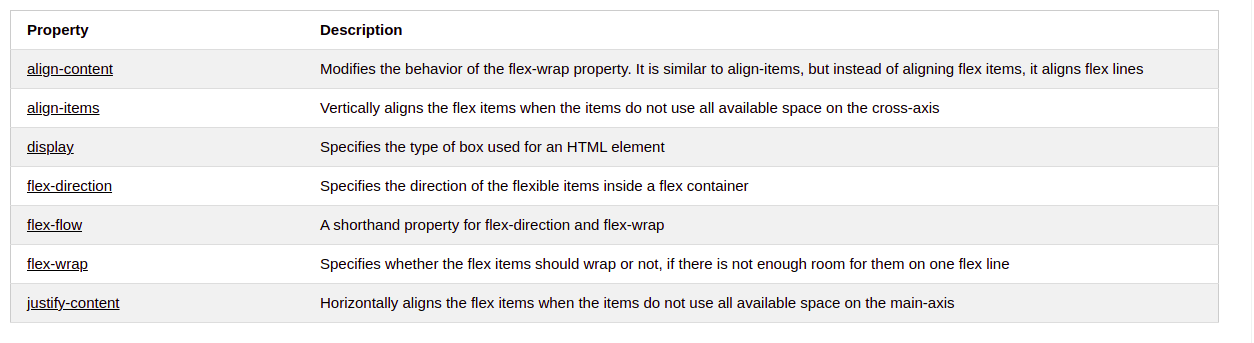 Property Description
align-content Modifies the behavior of the flex-wrap property. It is similar to align-items, but instead of aligning flex items, it aligns flex lines
align-items Vertically aligns the flex items when the items do not use all available space on the cross-axis
display Specifies the type of box used for an HTML element
flex-direction Specifies the direction of the flexible items inside a flex container
flex-flow A shorthand property for flex-direction and flex-wrap
flex-wrap Specifies whether the flex items should wrap or not, if there is not enough room for them on one flex line
justify-content Horizontally aligns the flex items when the items do not use all available space on the main-axis